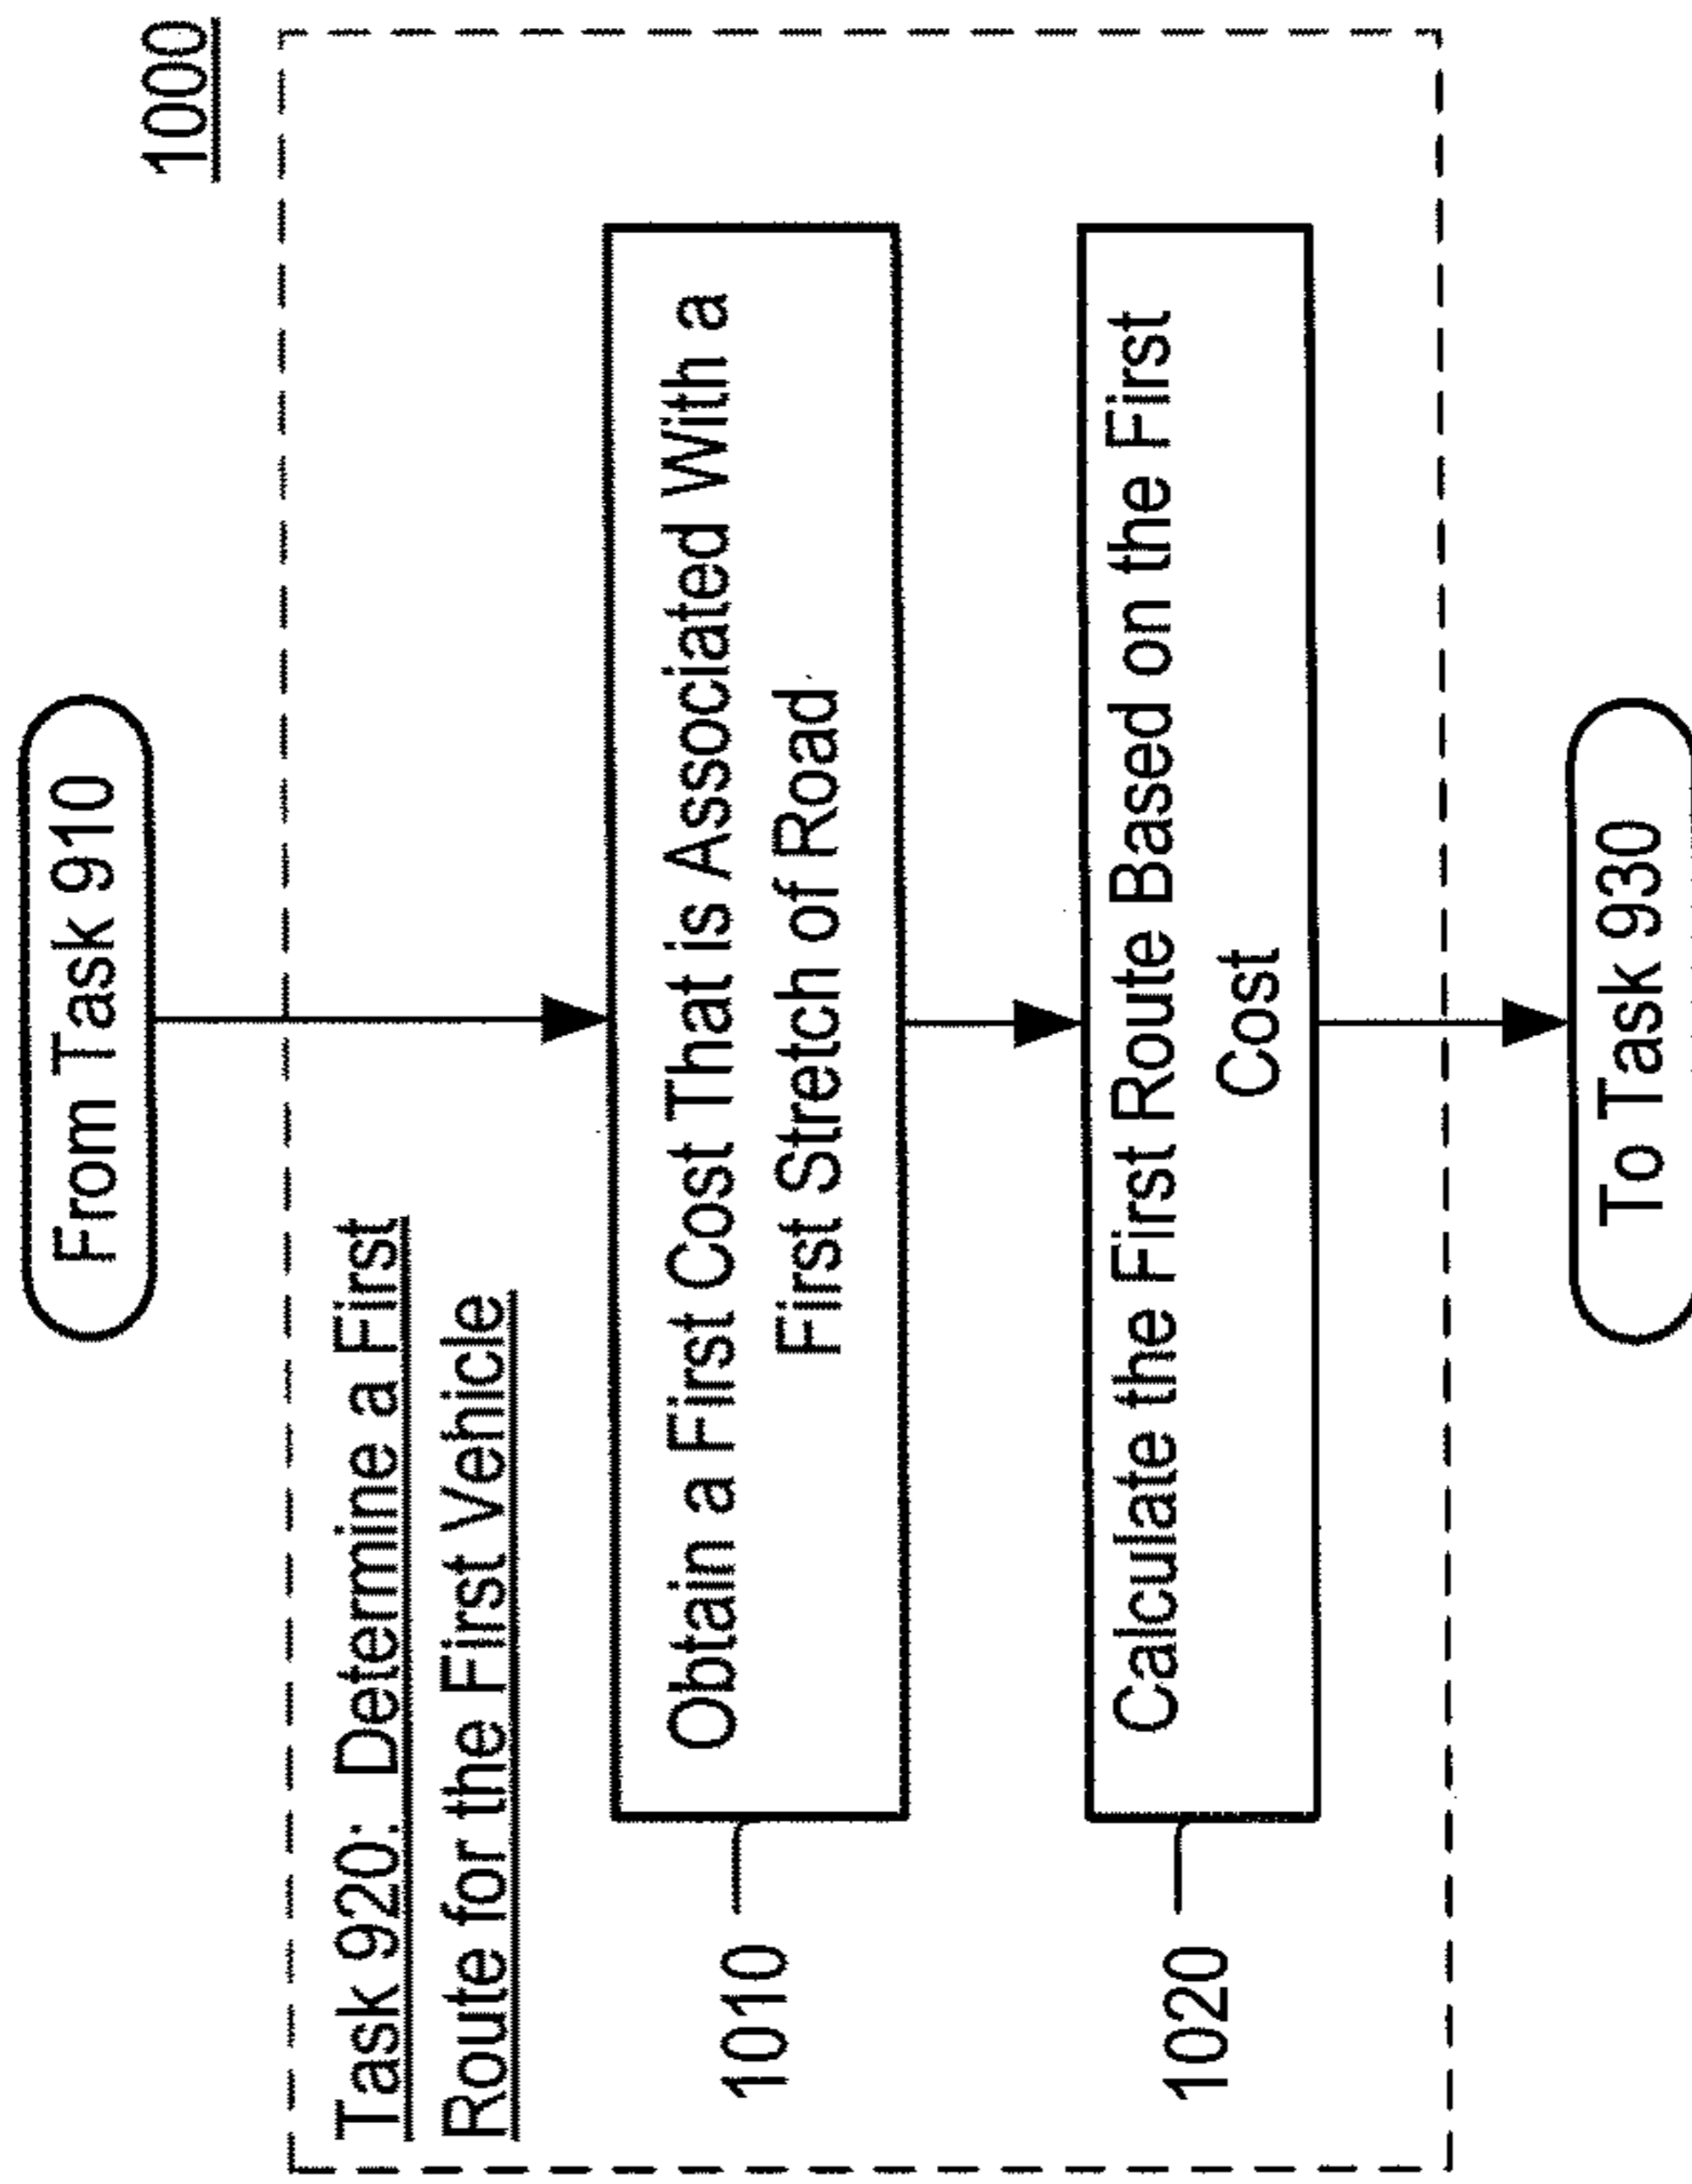 1000
From Task 910
Task 920:  Determine a First
Route for the First Vehicle
1010
Obtain a First Cost That is Associated With a
First Stretch of Road
1020
Calculate the First Route Based on the First
Cost
To Task 930